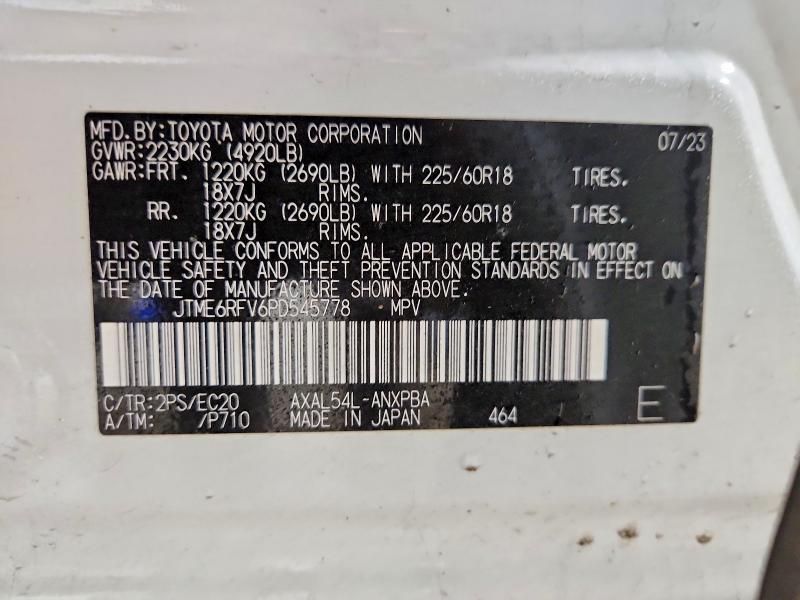 MFD. BY: TOYOTA MOTOR CORPORATION 07/23
GVWR: 2230KG (4920LB)
GAWR: FRT. 1220KG (2690LB) WITH 225/60R18 TIRES.
18X7J RIMS.
RR. 1220KG (2690LB) WITH 225/60R18 TIRES.
18X7J RIMS.
THIS VEHICLE CONFORMS TO ALL APPLICABLE FEDERAL MOTOR
VEHICLE SAFETY AND THEFT PREVENTION STANDARDS IN EFFECT ON
THE DATE OF MANUFACTURE SHOWN ABOVE.
JTME6RFV6PD545778 MPV
C/TR: 2PS/EC20 AXAL54L-ANXPBA
A/TM: /P710 MADE IN JAPAN 464 E